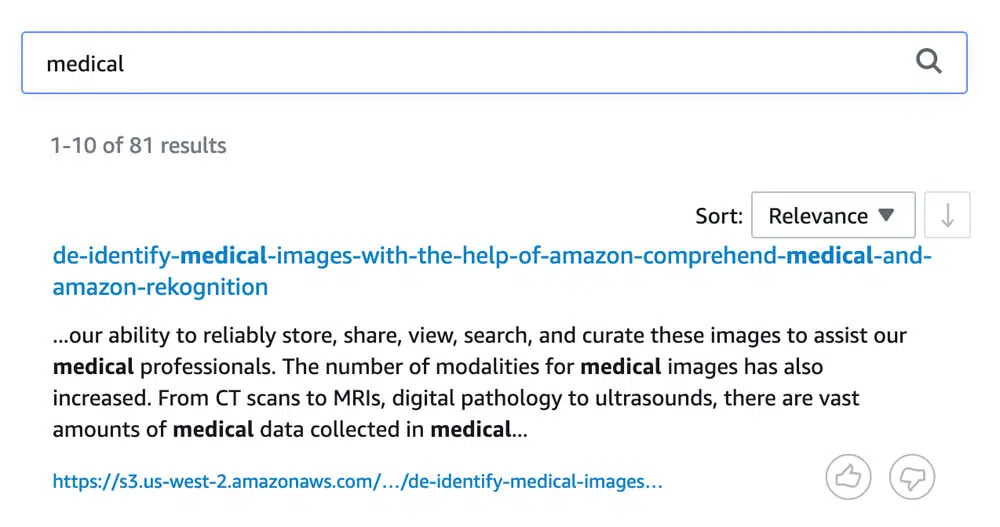 medical
1-10 of 81 results
Sort: Relevance
de-identify-medical-images-with-the-help-of-amazon-comprehend-medical-and-
amazon-rekognition
...our ability to reliably store, share, view, search, and curate these images to assist our
medical professionals. The number of modalities for medical images has also
increased. From CT scans to MRIs, digital pathology to ultrasounds, there are vast
amounts of medical data collected in medical...
https://s3.us-west-2.amazonaws.com/…/de-identify-medical-images…